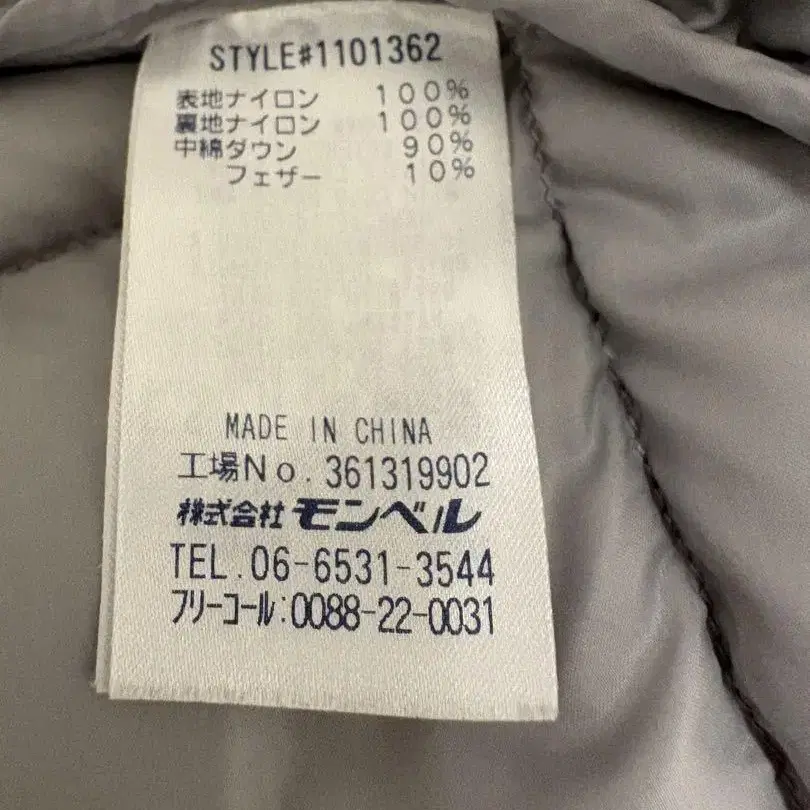 STYLE#1101362
表地ナイロン 100%
裏地ナイロン 100%
中綿ダウン 90%
フェザー 10%
MADE IN CHINA
工場No. 361319902
株式会社 モンベル
TEL.06-6531-3544
フリーコール:0088-22-0031